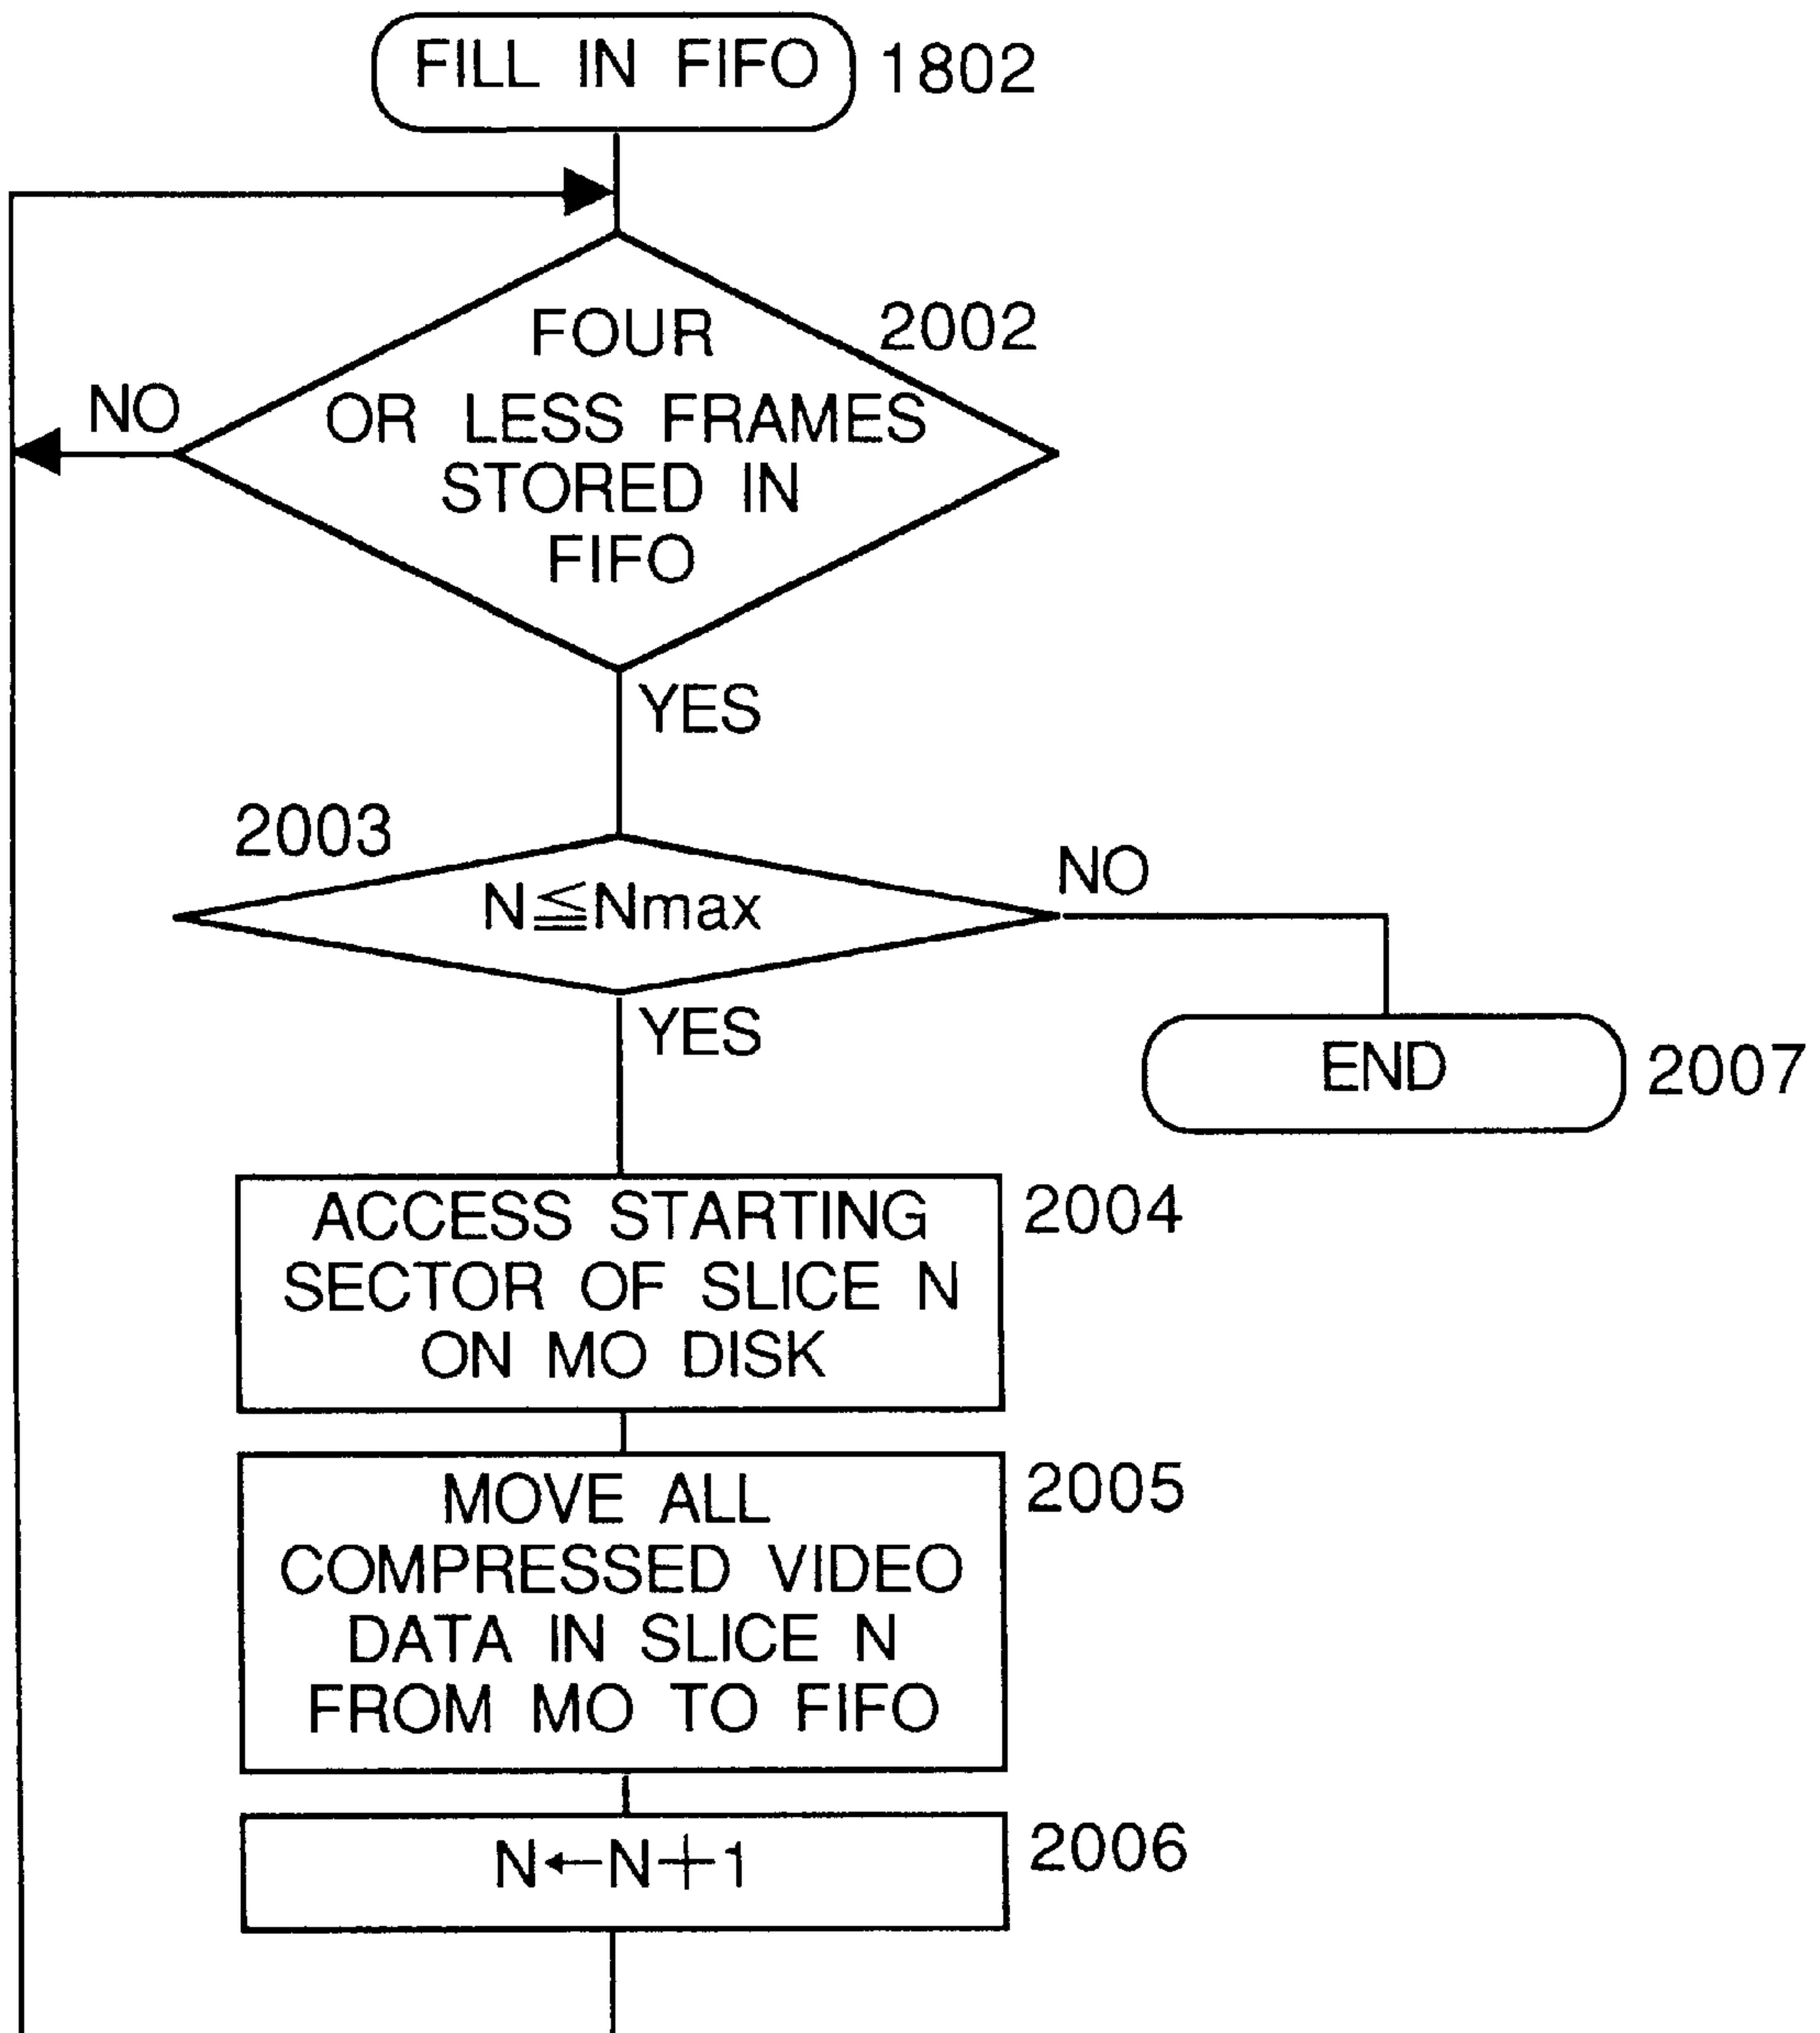 FILL IN FIFO 1802
FOUR 2002
NO
OR LESS FRAMES
STORED IN
FIFO
YES
2003
N≦Nmax
NO
YES
END 2007
ACCESS STARTING 2004
SECTOR OF SLICE N
ON MO DISK
MOVE ALL 2005
COMPRESSED VIDEO
DATA IN SLICE N
FROM MO TO FIFO
N←N+1 2006